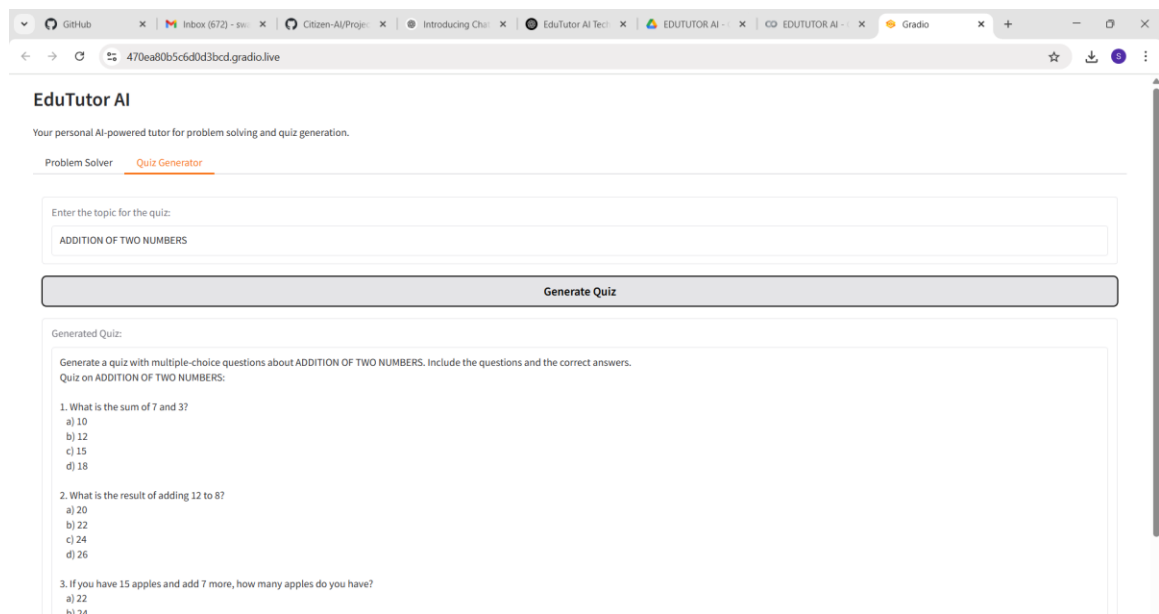 GitHub
Inbox (672) - swa
Citizen-AI/Projec
Introducing Chat
EduTutor AI Tech
EDUTUTOR AI -
EDUTUTOR AI -
Gradio
470ea80b5c6d0d3bcd.gradio.live
S
EduTutor AI
Your personal AI-powered tutor for problem solving and quiz generation.
Problem Solver Quiz Generator
Enter the topic for the quiz:
ADDITION OF TWO NUMBERS
Generate Quiz
Generated Quiz:
Generate a quiz with multiple-choice questions about ADDITION OF TWO NUMBERS. Include the questions and the correct answers.
Quiz on ADDITION OF TWO NUMBERS:
1. What is the sum of 7 and 3?
a) 10
b) 12
c) 15
d) 18
2. What is the result of adding 12 to 8?
a) 20
b) 22
c) 24
d) 26
3. If you have 15 apples and add 7 more, how many apples do you have?
a) 22
b) 24